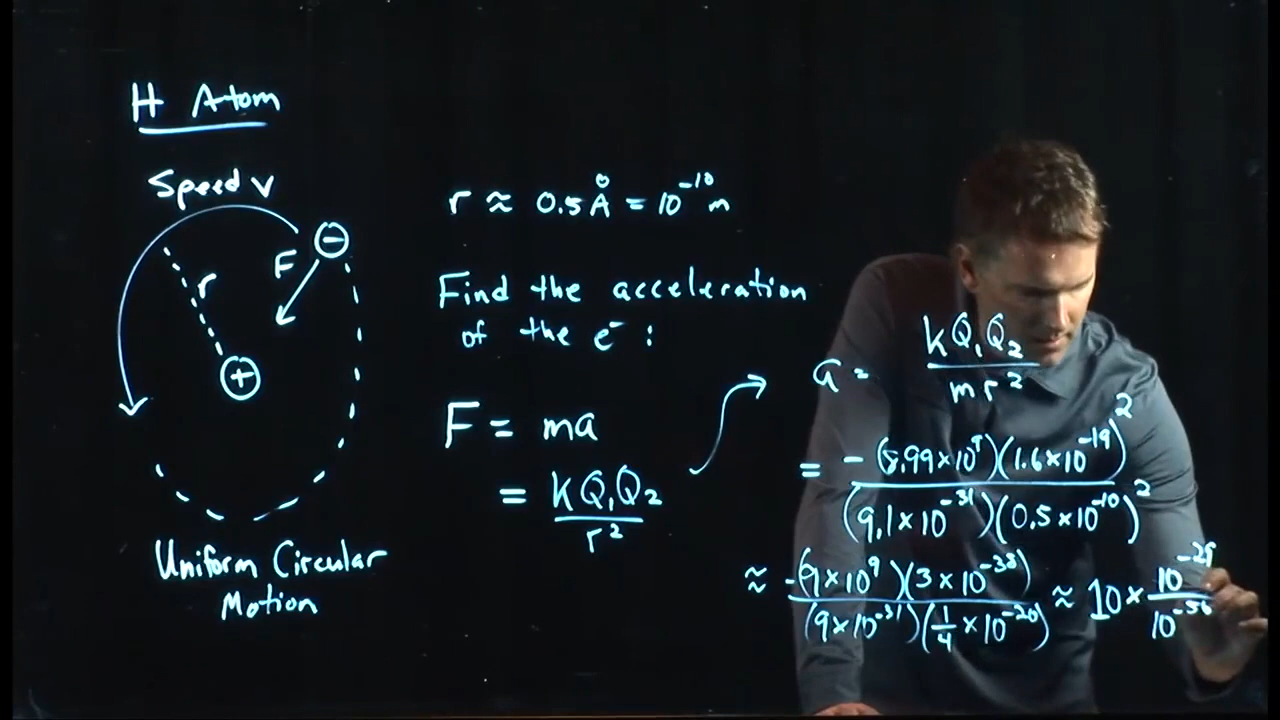 H Atom
Speed v
F
r
⊖
⊕
Uniform Circular
Motion
r ≈ 0.5 Å = 10⁻¹⁰ m
Find the acceleration
of the e⁻ :
F = ma
= kQ₁Q₂ / r²
a = kQ₁Q₂ / mr²
= -(8.99×10⁹)(1.6×10⁻¹⁹)² / (9.1×10⁻³¹)(0.5×10⁻¹⁰)²
≈ -(9×10⁹)(3×10⁻³⁸) / (9×10⁻³¹)(1/4×10⁻²⁰) ≈ 10 × 10⁻²⁹ / 10⁻⁵⁰